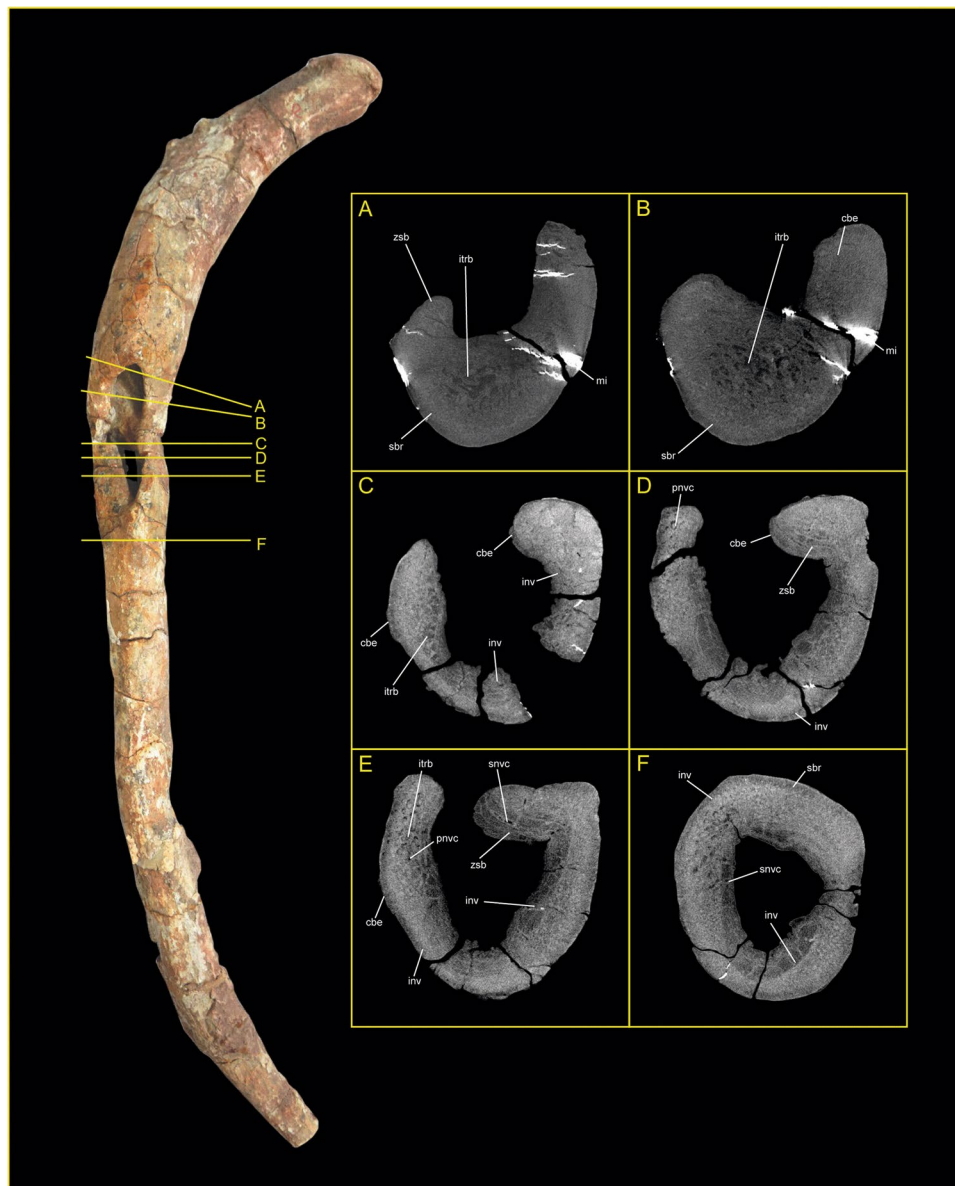 A
B
C
D
E
F
A
zsb
itrb
mi
sbr
B
cbe
itrb
mi
sbr
C
cbe
inv
cbe
inv
itrb
D
pnvc
cbe
zsb
inv
E
itrb
snvc
pnvc
zsb
inv
cbe
inv
F
sbr
inv
snvc
inv